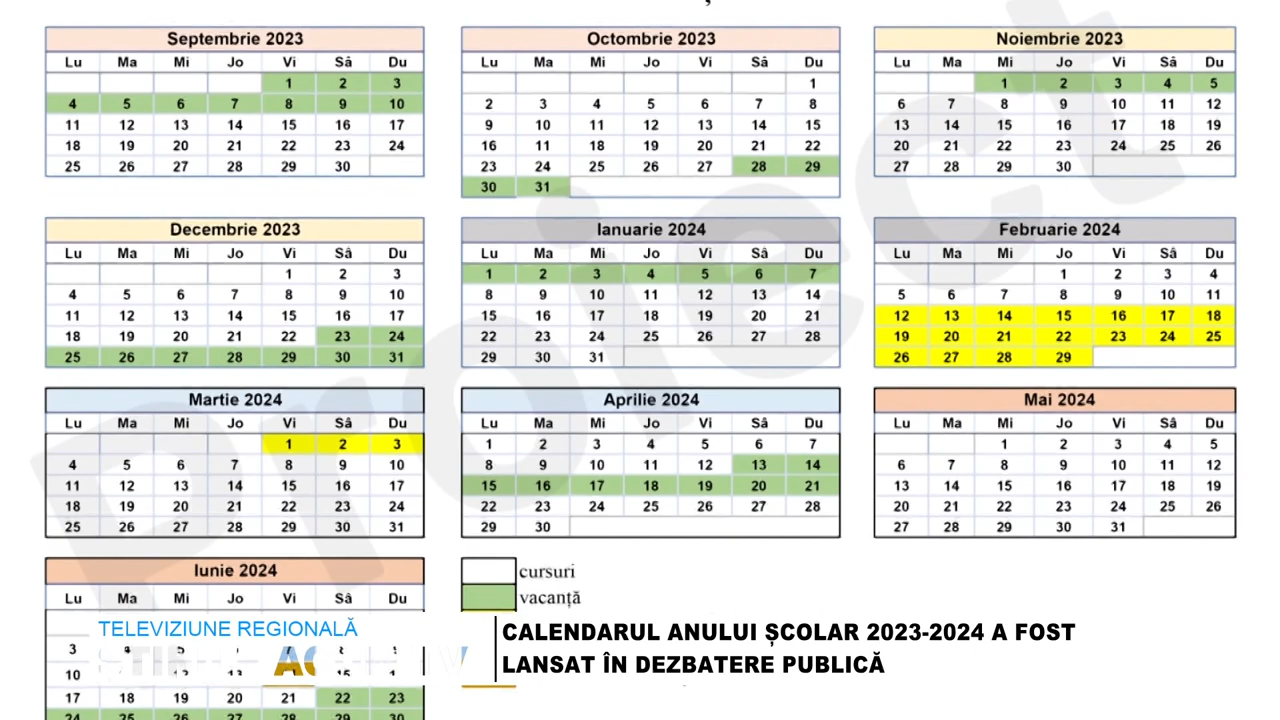 Septembrie 2023
Lu Ma Mi Jo Vi Sâ Du
1 2 3
4 5 6 7 8 9 10
11 12 13 14 15 16 17
18 19 20 21 22 23 24
25 26 27 28 29 30
Octombrie 2023
Lu Ma Mi Jo Vi Sâ Du
1
2 3 4 5 6 7 8
9 10 11 12 13 14 15
16 11 18 19 20 21 22
23 24 25 26 27 28 29
30 31
Noiembrie 2023
Lu Ma Mi Jo Vi Sâ Du
1 2 3 4 5
6 7 8 9 10 11 12
13 14 15 16 17 18 19
20 21 22 23 24 25 26
27 28 29 30
Decembrie 2023
Lu Ma Mi Jo Vi Sâ Du
1 2 3
4 5 6 7 8 9 10
11 12 13 14 15 16 17
18 19 20 21 22 23 24
25 26 27 28 29 30 31
Ianuarie 2024
Lu Ma Mi Jo Vi Sâ Du
1 2 3 4 5 6 7
8 9 10 11 12 13 14
15 16 17 18 19 20 21
22 23 24 25 26 27 28
29 30 31
Februarie 2024
Lu Ma Mi Jo Vi Sâ Du
1 2 3 4
5 6 7 8 9 10 11
12 13 14 15 16 17 18
19 20 21 22 23 24 25
26 27 28 29
Martie 2024
Lu Ma Mi Jo Vi Sâ Du
1 2 3
4 5 6 7 8 9 10
11 12 13 14 15 16 17
18 19 20 21 22 23 24
25 26 27 28 29 30 31
Aprilie 2024
Lu Ma Mi Jo Vi Sâ Du
1 2 3 4 5 6 7
8 9 10 11 12 13 14
15 16 17 18 19 20 21
22 23 24 25 26 27 28
29 30
Mai 2024
Lu Ma Mi Jo Vi Sâ Du
1 2 3 4 5
6 7 8 9 10 11 12
13 14 15 16 17 18 19
20 21 22 23 24 25 26
27 28 29 30 31
Iunie 2024
Lu Ma Mi Jo Vi Sâ Du
3
10
17 18 19 20 21 22 23
24 25 26 27 28 29 30
cursuri
vacanță
Proiect
TELEVIZIUNE REGIONALĂ
CALENDARUL ANULUI ȘCOLAR 2023-2024 A FOST
LANSAT ÎN DEZBATERE PUBLICĂ